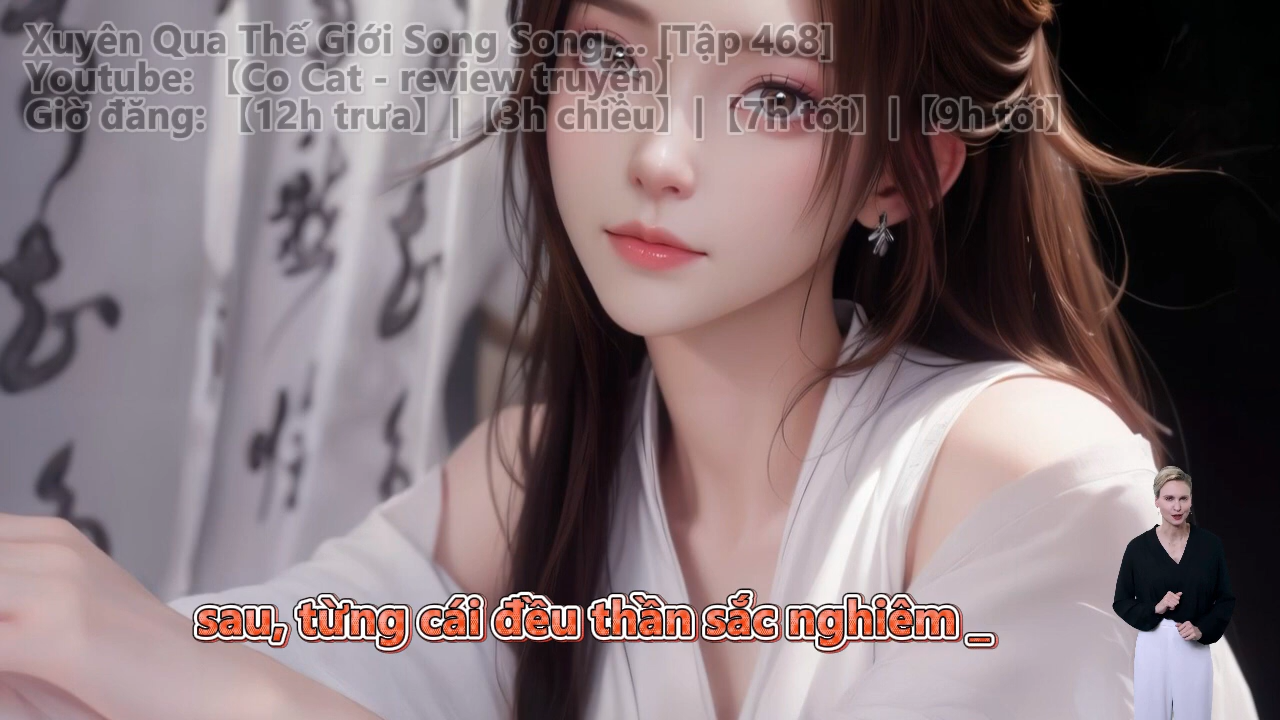 Xuyên Qua Thế Giới Song Song... [Tập 468]
Youtube: 【Co Cat - review truyện】
Giờ đăng: 【12h trưa】 | 【3h chiều】 | 【7h tối】 | 【9h tối】
sau, từng cái đều thần sắc nghiêm _